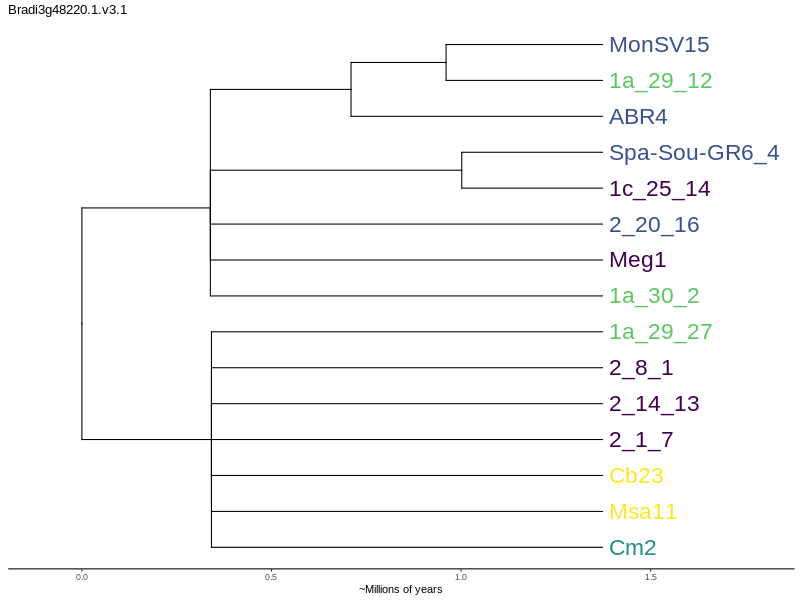 Bradi3g48220.1.v3.1
MonSV15
1a_29_12
ABR4
Spa-Sou-GR6_4
1c_25_14
2_20_16
Meg1
1a_30_2
1a_29_27
2_8_1
2_14_13
2_1_7
Cb23
Msa11
Cm2
0.0 0.5 1.0 1.5
~Millions of years